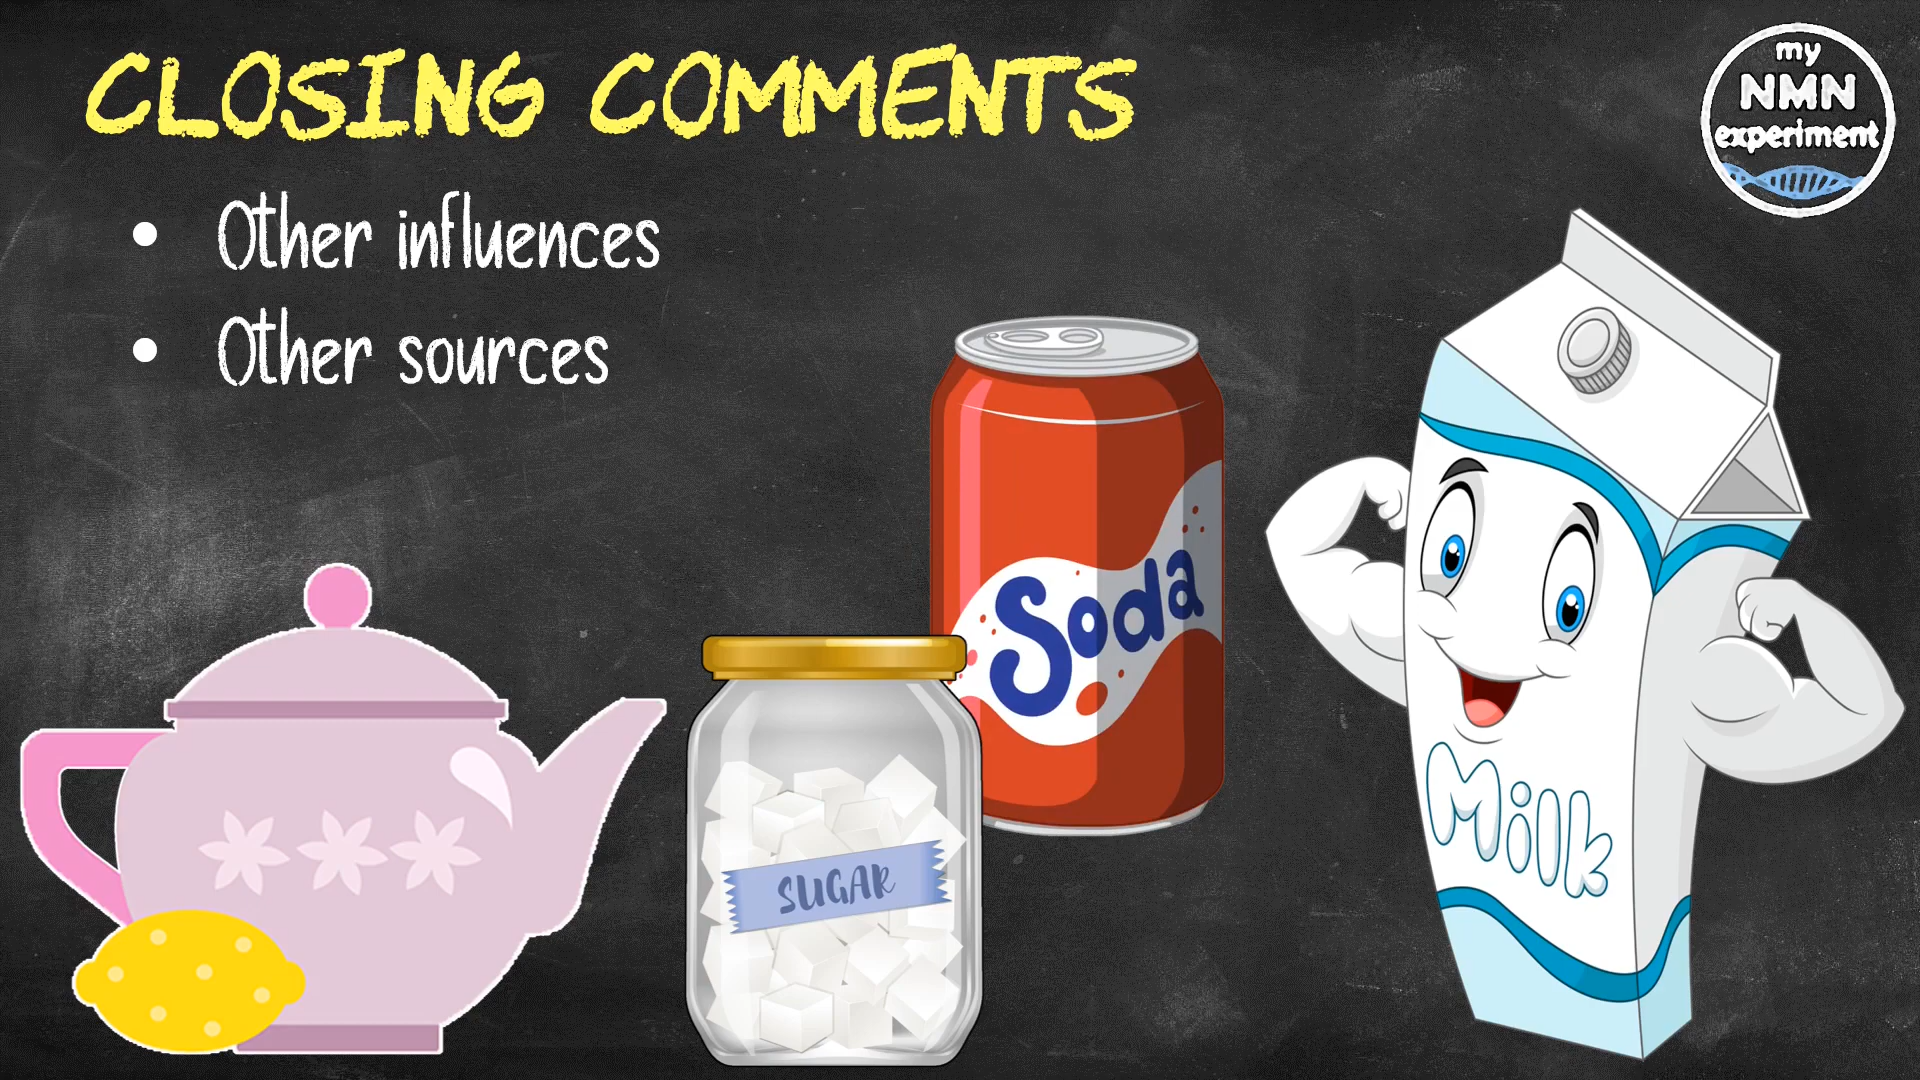 CLOSING COMMENTS
my
NMN
experiment
• Other influences
• Other sources
Soda
SUGAR
Milk